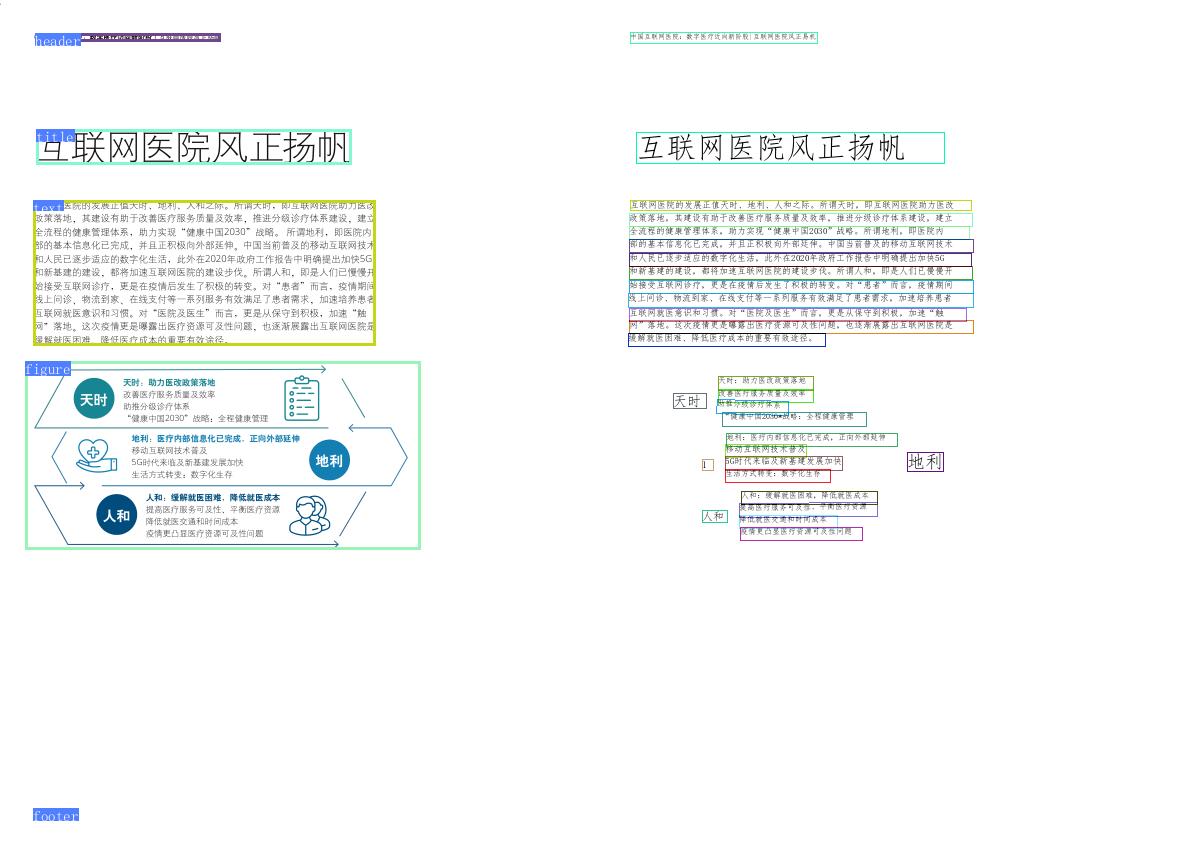 header
中国互联网医院：数字医疗迈向新阶段|互联网医院风正易帆
title
互联网医院风正扬帆
互联网医院风正扬帆
text
医院的发展正值天时、地利、人和之际。所谓天时，即互联网医院助力医改
政策落地，其建设有助于改善医疗服务质量及效率，推进分级诊疗体系建设，建立
全流程的健康管理体系，助力实现“健康中国2030”战略。 所谓地利，即医院内
部的基本信息化已完成，并且正积极向外部延伸。中国当前普及的移动互联网技术
和人民已逐步适应的数字化生活，此外在2020年政府工作报告中明确提出加快5G
和新基建的建设，都将加速互联网医院的建设步伐。所谓人和，即是人们已慢慢开
始接受互联网诊疗，更是在疫情后发生了积极的转变。对“患者”而言，疫情期间
线上问诊、物流到家、在线支付等一系列服务有效满足了患者需求，加速培养患者
互联网就医意识和习惯。对“医院及医生”而言，更是从保守到积极，加速“触
网”落地。这次疫情更是曝露出医疗资源可及性问题，也逐渐展露出互联网医院是
缓解就医困难、降低医疗成本的重要有效途径。
互联网医院的发展正值天时、地利、人和之际。所谓天时，即互联网医院助力医改
政策落地，其建设有助于改善医疗服务质量及效率，推进分级诊疗体系建设，建立
全流程的健康管理体系，助力实现“健康中国2030”战略。所谓地利，即医院内
部的基本信息化已完成，并且正积极向外部延伸。中国当前普及的移动互联网技术
和人民已逐步适应的数字化生活，此外在2020年政府工作报告中明确提出加快5G
和新基建的建设，都将加速互联网医院的建设步伐。所谓人和，即是人们已慢慢开
始接受互联网诊疗，更是在疫情后发生了积极的转变。对“患者”而言，疫情期间
线上问诊、物流到家、在线支付等一系列服务有效满足了患者需求，加速培养患者
互联网就医意识和习惯。对“医院及医生”而言，更是从保守到积极，加速“触
网”落地。这次疫情更是曝露出医疗资源可及性问题，也逐渐展露出互联网医院是
缓解就医困难、降低医疗成本的重要有效途径。
figure
天时
天时：助力医改政策落地
改善医疗服务质量及效率
助推分级诊疗体系
“健康中国2030”战略：全程健康管理
地利：医疗内部信息化已完成，正向外部延伸
移动互联网技术普及
5G时代来临及新基建发展加快
生活方式转变：数字化生存
地利
人和
人和：缓解就医困难，降低就医成本
提高医疗服务可及性、平衡医疗资源
降低就医交通和时间成本
疫情更凸显医疗资源可及性问题
天时
天时：助力医改政策落地
改善医疗服务质量及效率
助推分级诊疗体系
“健康中国2030”战略：全程健康管理
地利：医疗内部信息化已完成，正向外部延伸
移动互联网技术普及
1
5G时代来临及新基建发展加快
生活方式转变：数字化生存
地利
人和
人和：缓解就医困难，降低就医成本
提高医疗服务可及性、平衡医疗资源
降低就医交通和时间成本
疫情更凸显医疗资源可及性问题
footer